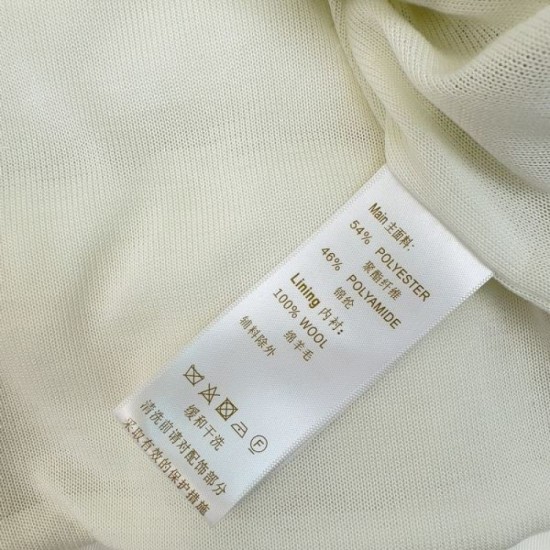 Main 主面料:
54% POLYESTER
聚酯纤维
46% POLYAMIDE
锦纶
Lining 内衬:
100% WOOL
绵羊毛
辅料除外
F
缓和干洗
清洗前请对配饰部分
采取有效的保护措施